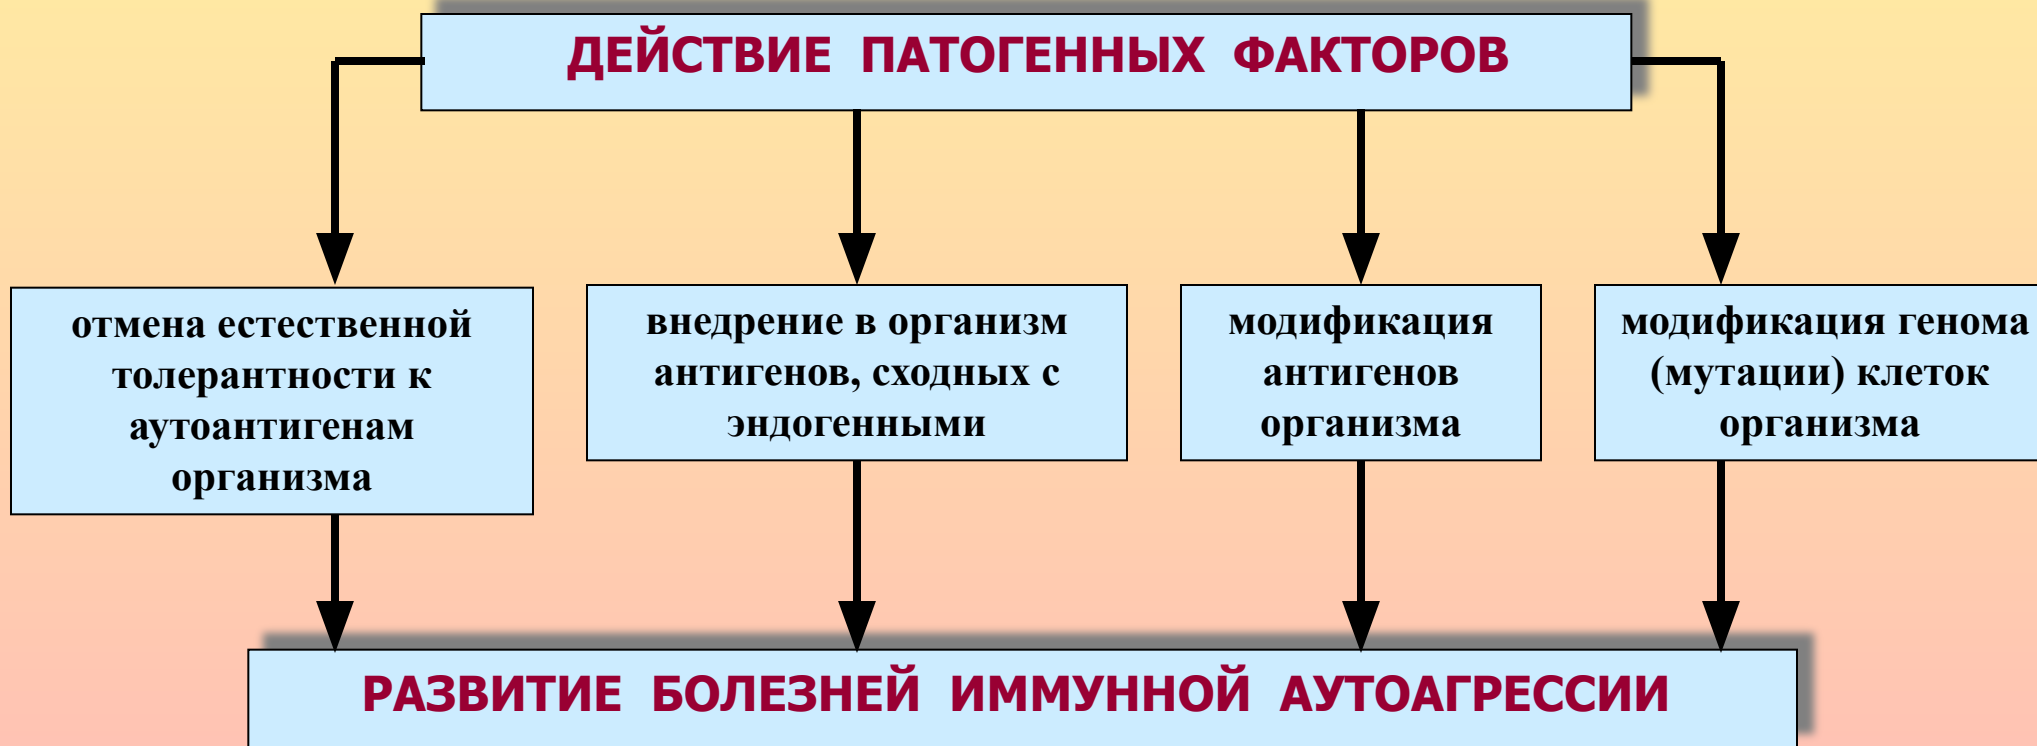 ДЕЙСТВИЕ ПАТОГЕННЫХ ФАКТОРОВ
отмена естественной
толерантности к
аутоантигенам
организма
внедрение в организм
антигенов, сходных с
эндогенными
модификация
антигенов
организма
модификация генома
(мутации) клеток
организма
РАЗВИТИЕ БОЛЕЗНЕЙ ИММУННОЙ АУТОАГРЕССИИ